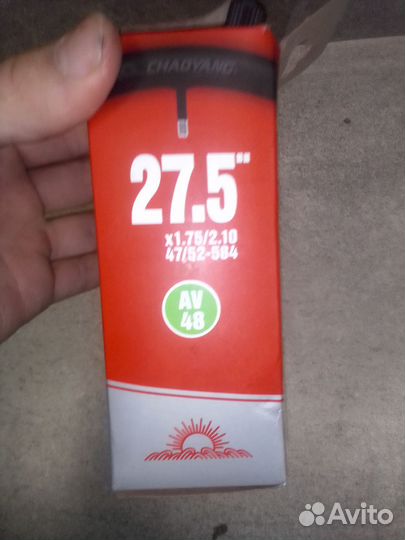 CHAOYANG
27.5"
x1.75/2.10
47/52-584
AV
48
Avito